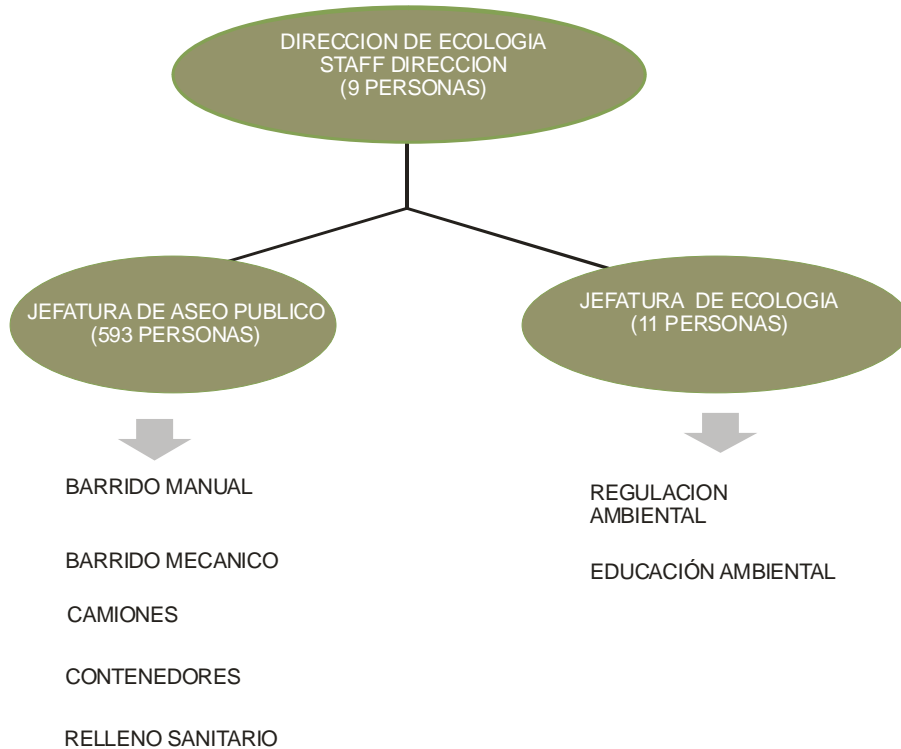 DIRECCION DE ECOLOGIA
STAFF DIRECCION
(9 PERSONAS)
JEFATURA DE ASEO PUBLICO
(593 PERSONAS)
JEFATURA DE ECOLOGIA
(11 PERSONAS)
BARRIDO MANUAL
BARRIDO MECANICO
CAMIONES
CONTENEDORES
RELLENO SANITARIO
REGULACION
AMBIENTAL
EDUCACIÓN AMBIENTAL